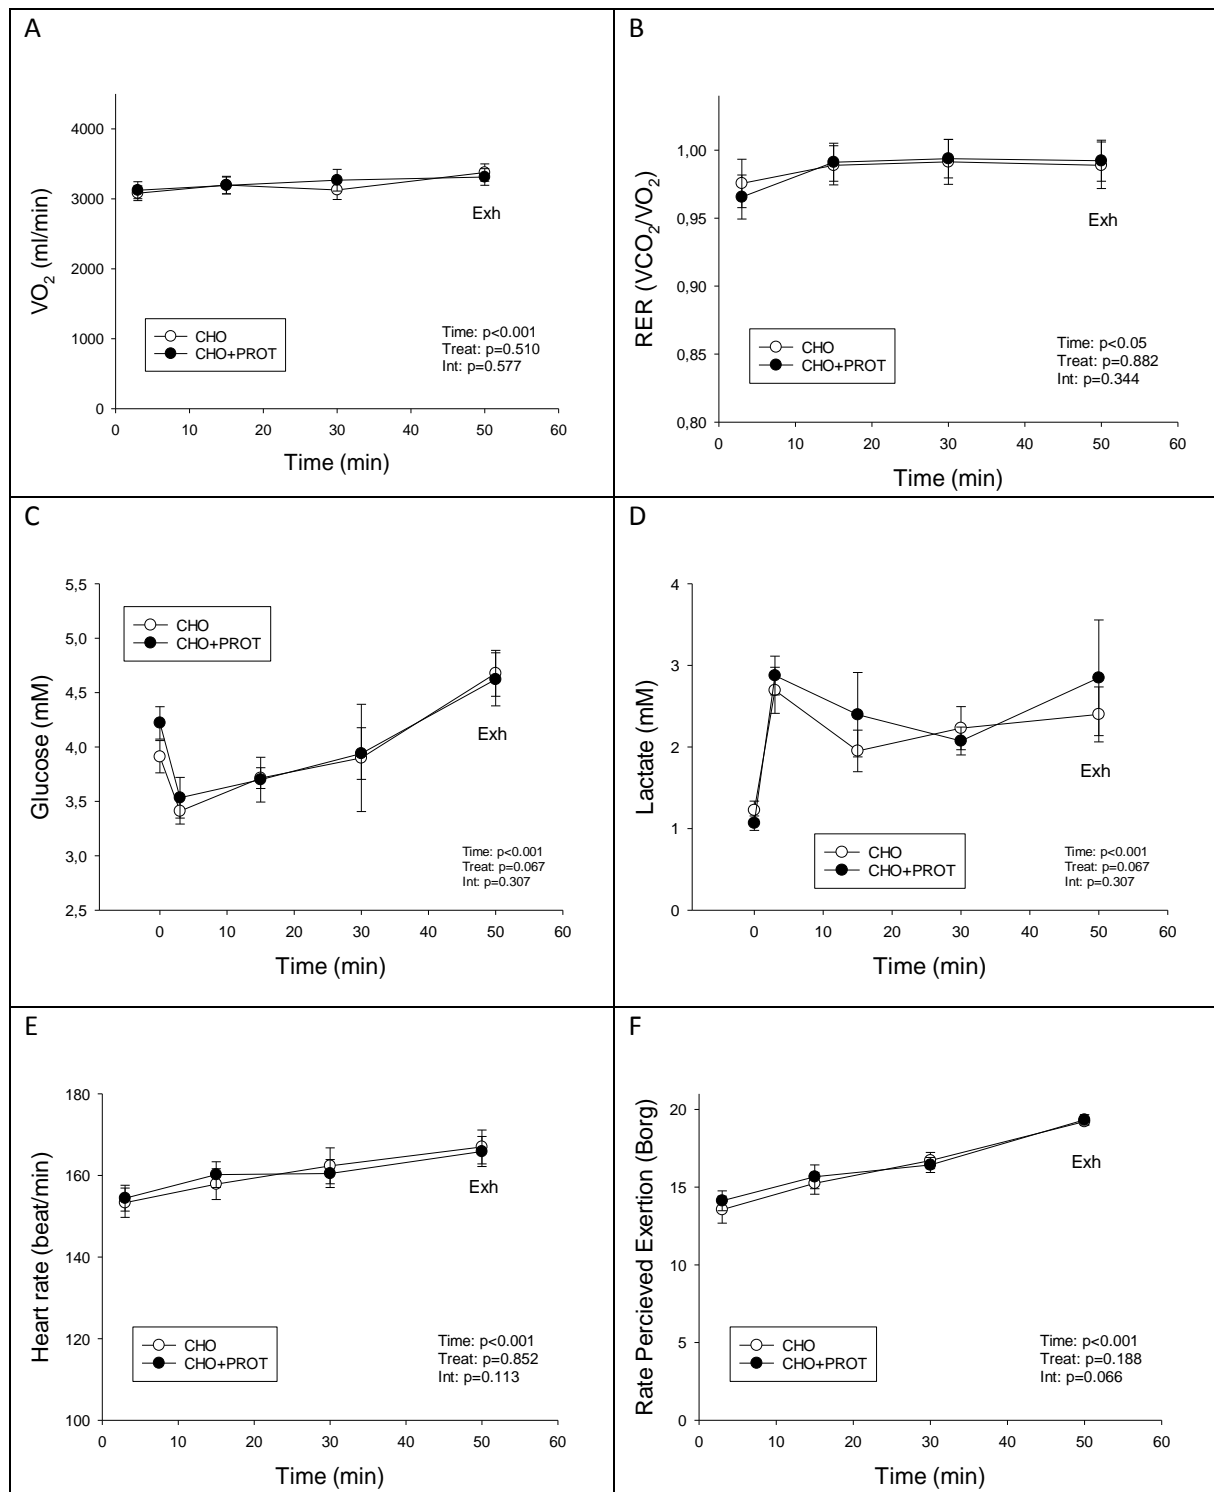 A
4000
3000
2000
1000
0
VO₂ (ml/min)
Exh
CHO
CHO+PROT
Time: p<0.001
Treat: p=0.510
Int: p=0.577
0 10 20 30 40 50 60
Time (min)
B
1,00
0,95
0,90
0,85
0,80
RER (VCO₂/VO₂)
Exh
CHO
CHO+PROT
Time: p<0.05
Treat: p=0.882
Int: p=0.344
0 10 20 30 40 50 60
Time (min)
C
5,5
5,0
4,5
4,0
3,5
3,0
2,5
Glucose (mM)
CHO
CHO+PROT
Exh
Time: p<0.001
Treat: p=0.067
Int: p=0.307
0 10 20 30 40 50 60
Time (min)
D
4
3
2
1
0
Lactate (mM)
Exh
CHO
CHO+PROT
Time: p<0.001
Treat: p=0.067
Int: p=0.307
0 10 20 30 40 50 60
Time (min)
E
180
160
140
120
100
Heart rate (beat/min)
Exh
CHO
CHO+PROT
Time: p<0.001
Treat: p=0.852
Int: p=0.113
0 10 20 30 40 50 60
Time (min)
F
20
15
10
5
0
Rate Percieved Exertion (Borg)
Exh
CHO
CHO+PROT
Time: p<0.001
Treat: p=0.188
Int: p=0.066
0 10 20 30 40 50 60
Time (min)